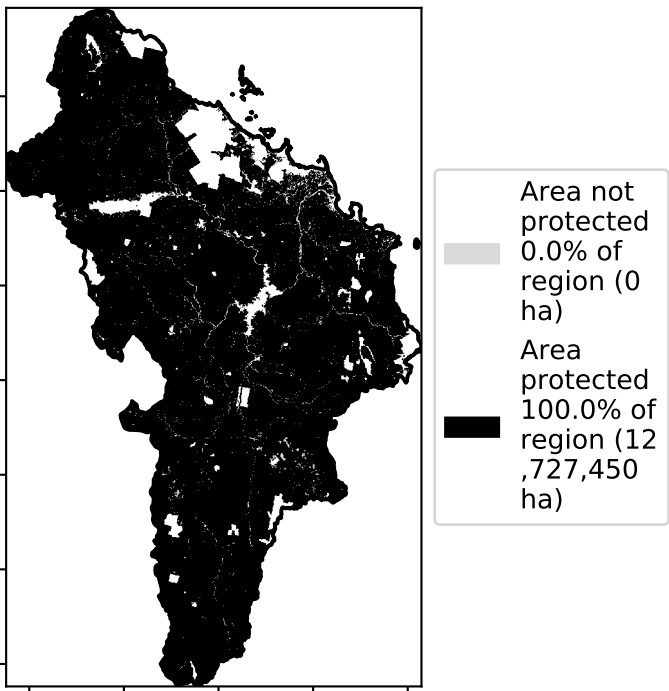 Area not
protected
0.0% of
region (0
ha)
Area
protected
100.0% of
region (12
,727,450
ha)